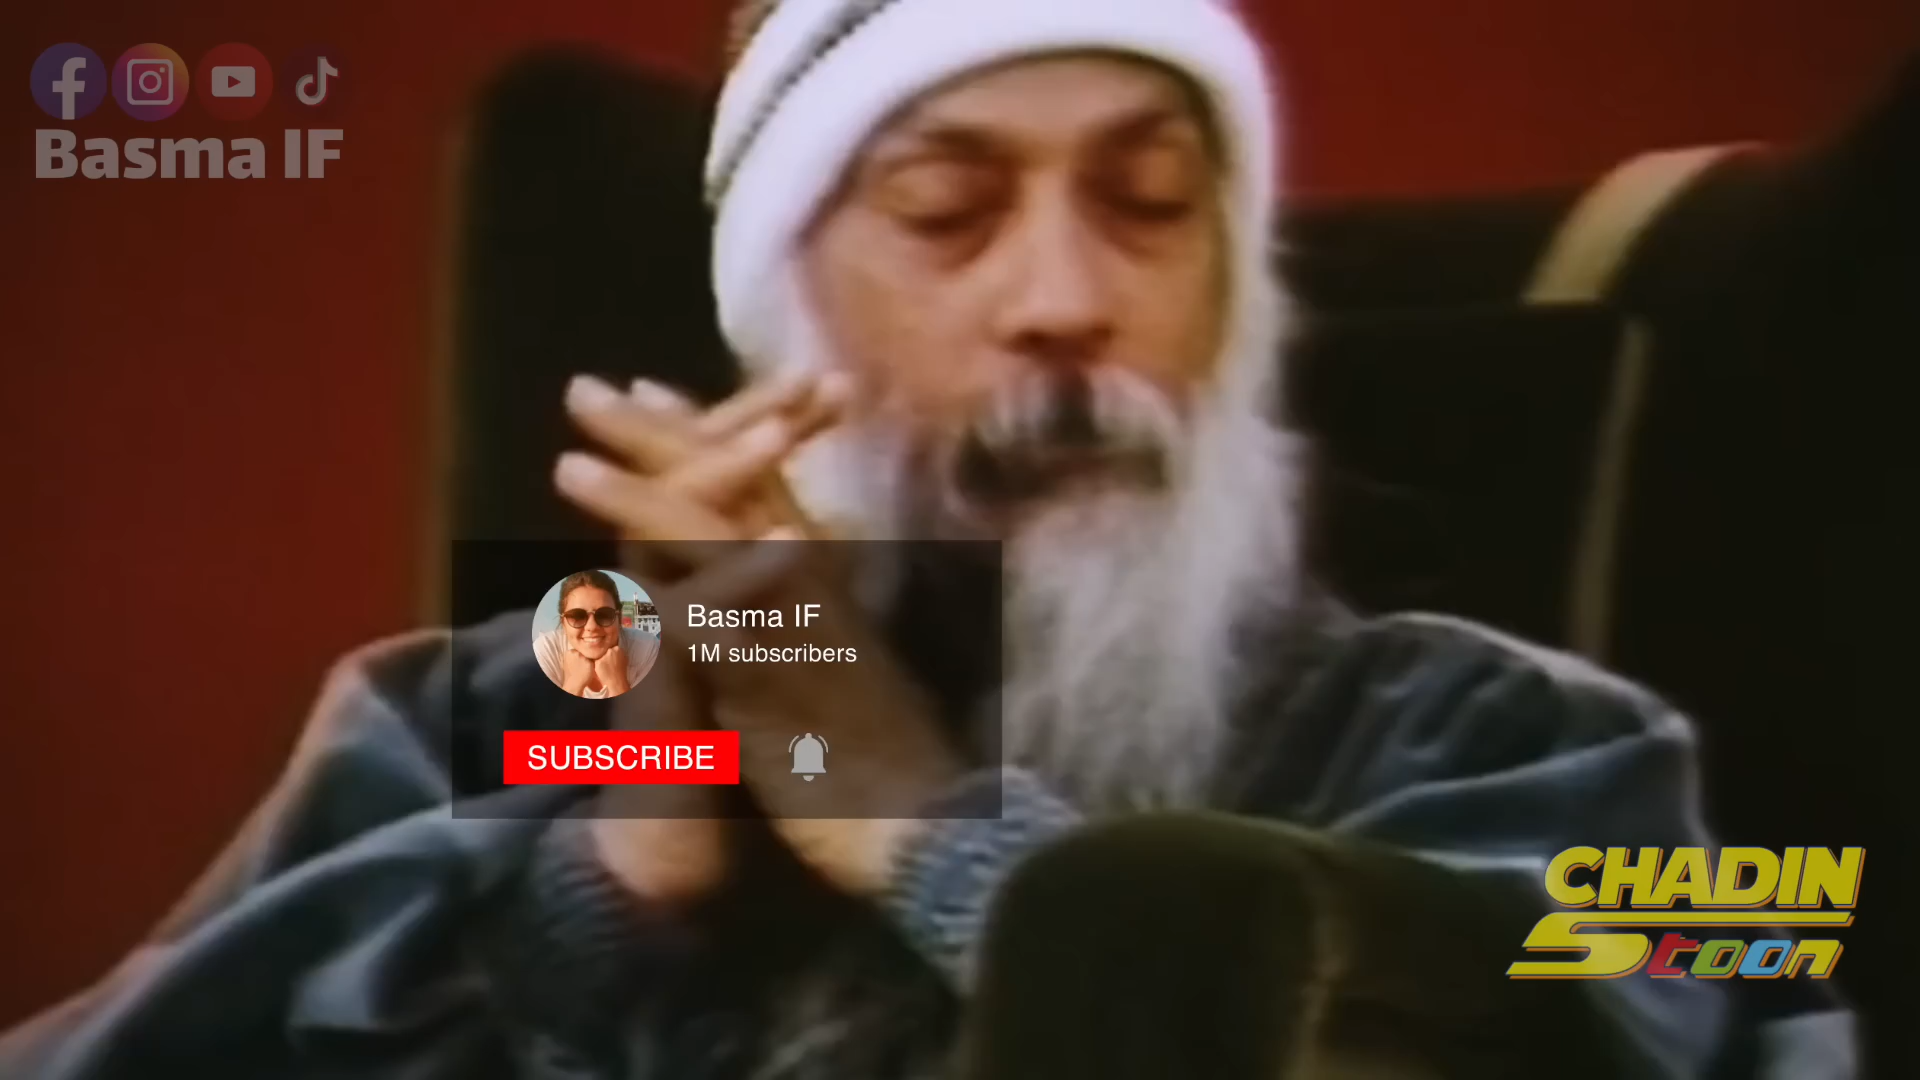 Basma IF
Basma IF
1M subscribers
SUBSCRIBE
CHADIN
Stoon